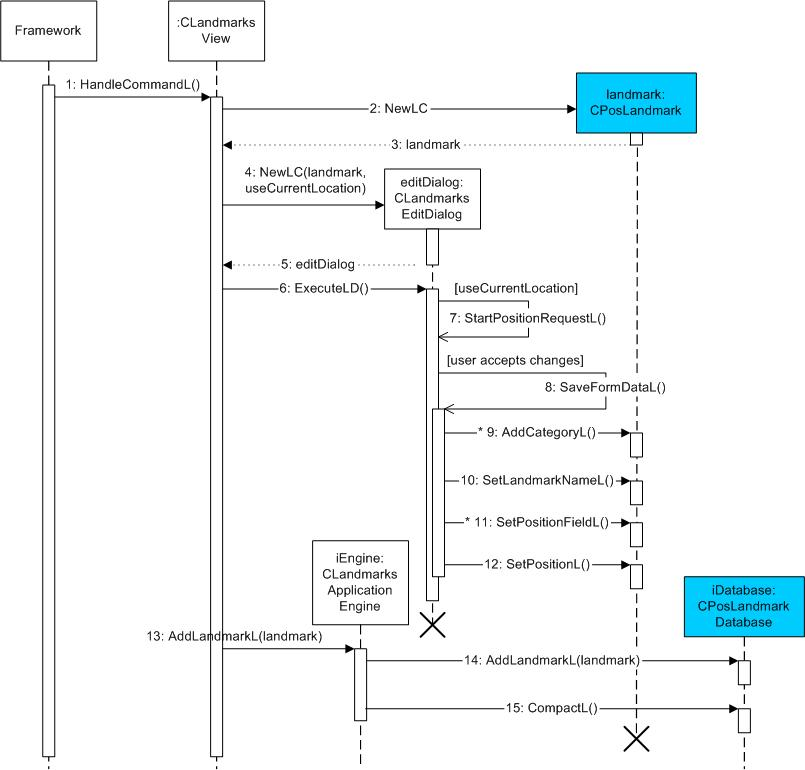 Framework
:CLandmarks
View
1: HandleCommandL()
landmark:
CPosLandmark
2: NewLC
3: landmark
4: NewLC(landmark,
useCurrentLocation)
editDialog:
CLandmarks
EditDialog
5: editDialog
6: ExecuteLD()
[useCurrentLocation]
7: StartPositionRequestL()
[user accepts changes]
8: SaveFormDataL()
* 9: AddCategoryL()
10: SetLandmarkNameL()
* 11: SetPositionFieldL()
iEngine:
CLandmarks
Application
Engine
12: SetPositionL()
iDatabase:
CPosLandmark
Database
13: AddLandmarkL(landmark)
14: AddLandmarkL(landmark)
15: CompactL()